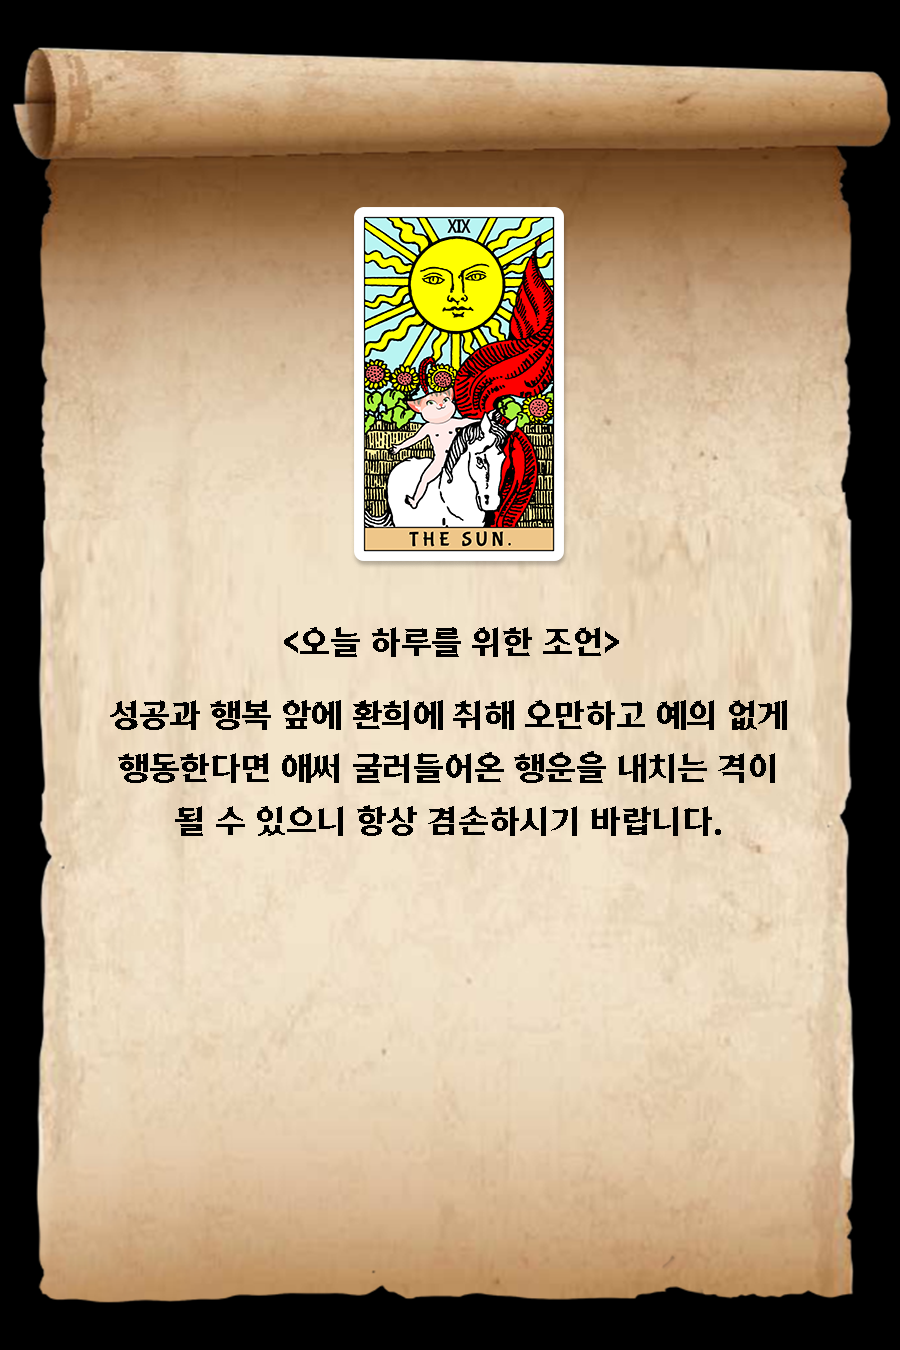 XIX
THE SUN.
<오늘 하루를 위한 조언>
성공과 행복 앞에 환희에 취해 오만하고 예의 없게
행동한다면 애써 굴러들어온 행운을 내치는 격이
될 수 있으니 항상 겸손하시기 바랍니다.